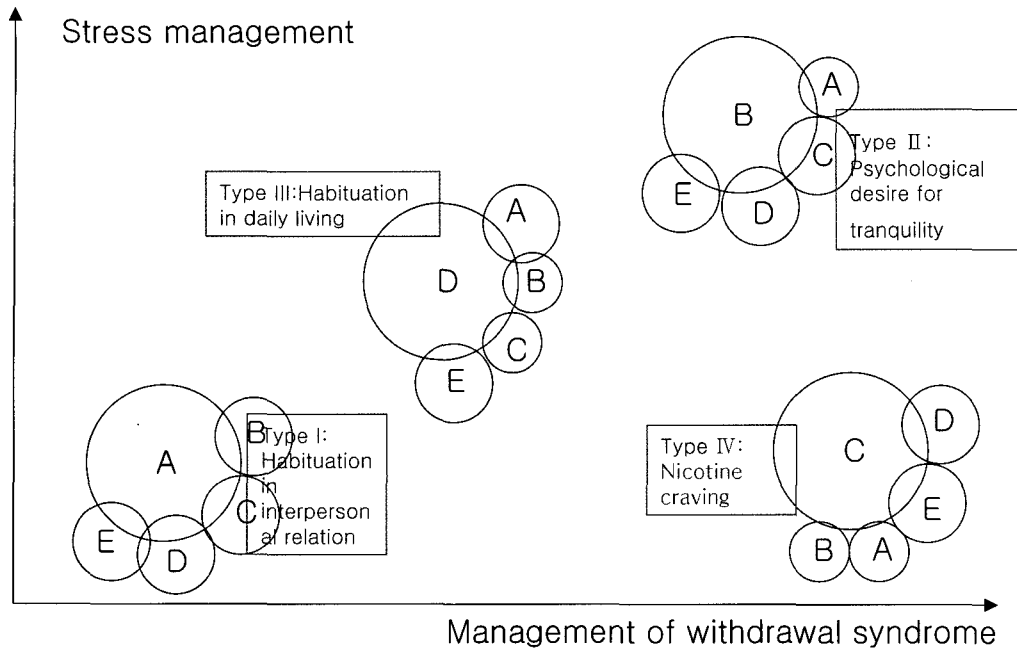 Stress management
A
B
C
Type II:
Psychological
desire for
tranquility
E
D
Type III:Habituation
in daily living
A
D
B
C
E
B
Type I:
Habituation
in
interperson
al relation
A
C
E
D
Type IV:
Nicotine
craving
C
D
E
B
A
Management of withdrawal syndrome